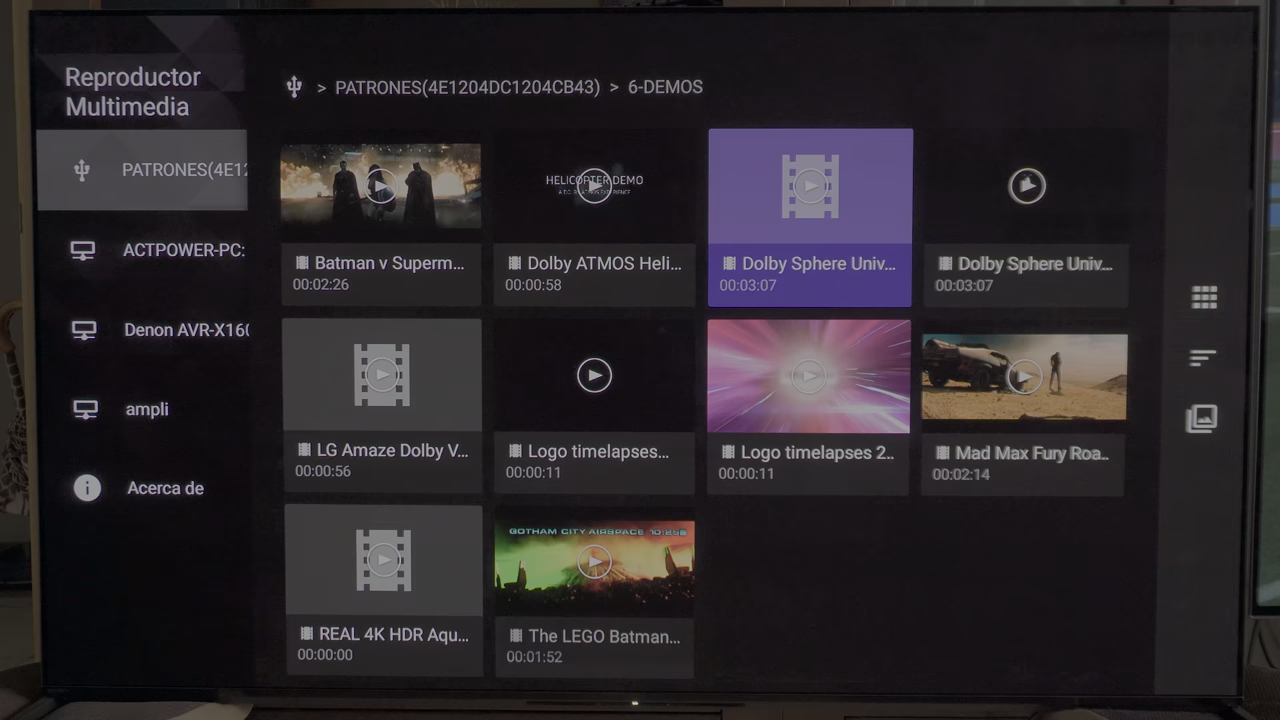 Reproductor
Multimedia
> PATRONES(4E1204DC1204CB43) > 6-DEMOS
PATRONES(4E12
ACTPOWER-PC:
Denon AVR-X160
ampli
Acerca de
HELICOPTER DEMO
Batman v Superm...
00:02:26
Dolby ATMOS Heli...
00:00:58
Dolby Sphere Univ...
00:03:07
Dolby Sphere Univ...
00:03:07
LG Amaze Dolby V...
00:00:56
Logo timelapses...
00:00:11
Logo timelapses 2..
00:00:11
Mad Max Fury Roa..
00:02:14
GOTHAM CITY AIRSPACE
REAL 4K HDR Aqu...
00:00:00
The LEGO Batman...
00:01:52